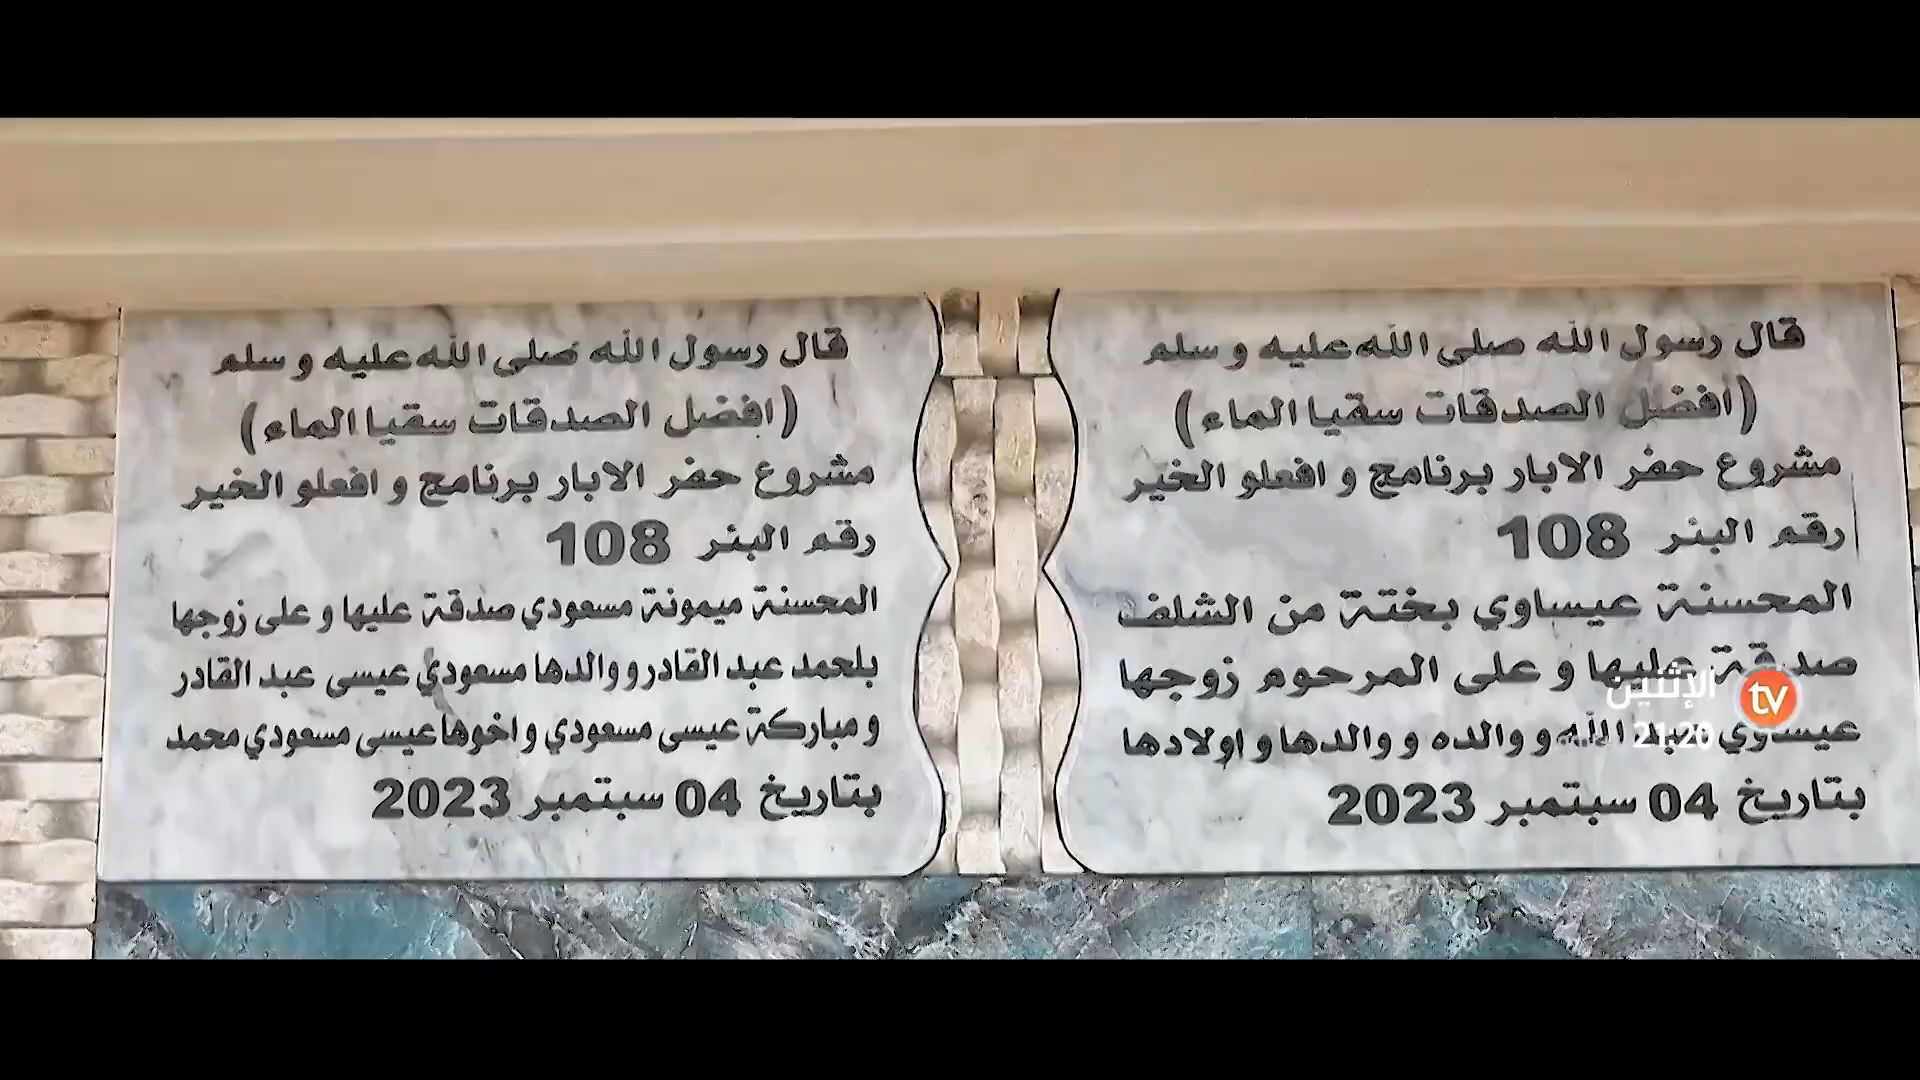 قال رسول الله صلى الله عليه و سلم
(افضل الصدقات سقيا الماء)
مشروع حفر الابار برنامج و افعلو الخير
رقم البئر 108
المحسنة عيساوي بختة من الشلف
صدقة عليها و على المرحوم زوجها
عيساوي الله و والده و والدها و اولادها
بتاريخ 04 سبتمبر 2023
قال رسول الله صلى الله عليه و سلم
(افضل الصدقات سقيا الماء)
مشروع حفر الابار برنامج و افعلو الخير
رقم البئر 108
المحسنة ميمونة مسعودي صدقة عليها و على زوجها
بلحمد عبد القادر و والدها مسعودي عيسى عبد القادر
و مباركة عيسى مسعودي و اخوها عيسى مسعودي محمد
بتاريخ 04 سبتمبر 2023
الإثنين
21:20
tv